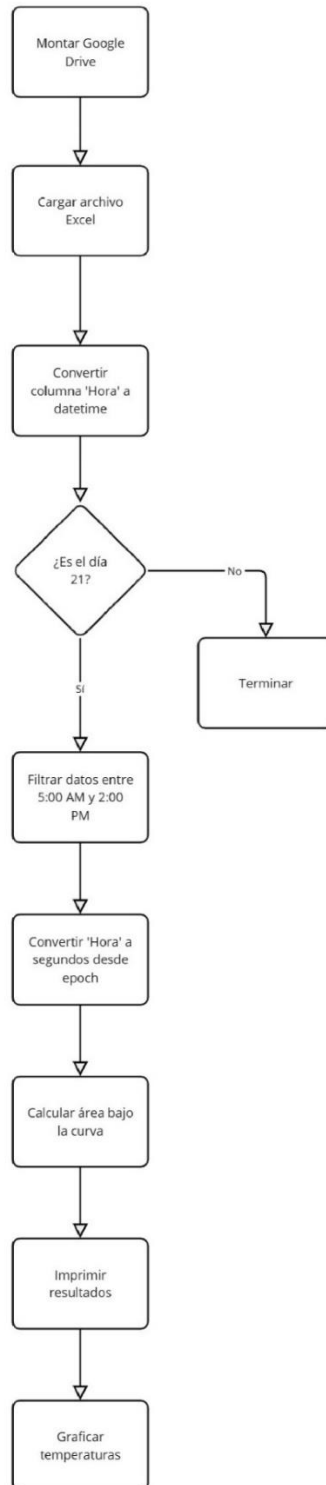 Montar Google
Drive
Cargar archivo
Excel
Convertir
columna 'Hora' a
datetime
¿Es el día
21?
No
Terminar
Sí
Filtrar datos entre
5:00 AM y 2:00
PM
Convertir 'Hora' a
segundos desde
epoch
Calcular área bajo
la curva
Imprimir
resultados
Graficar
temperaturas